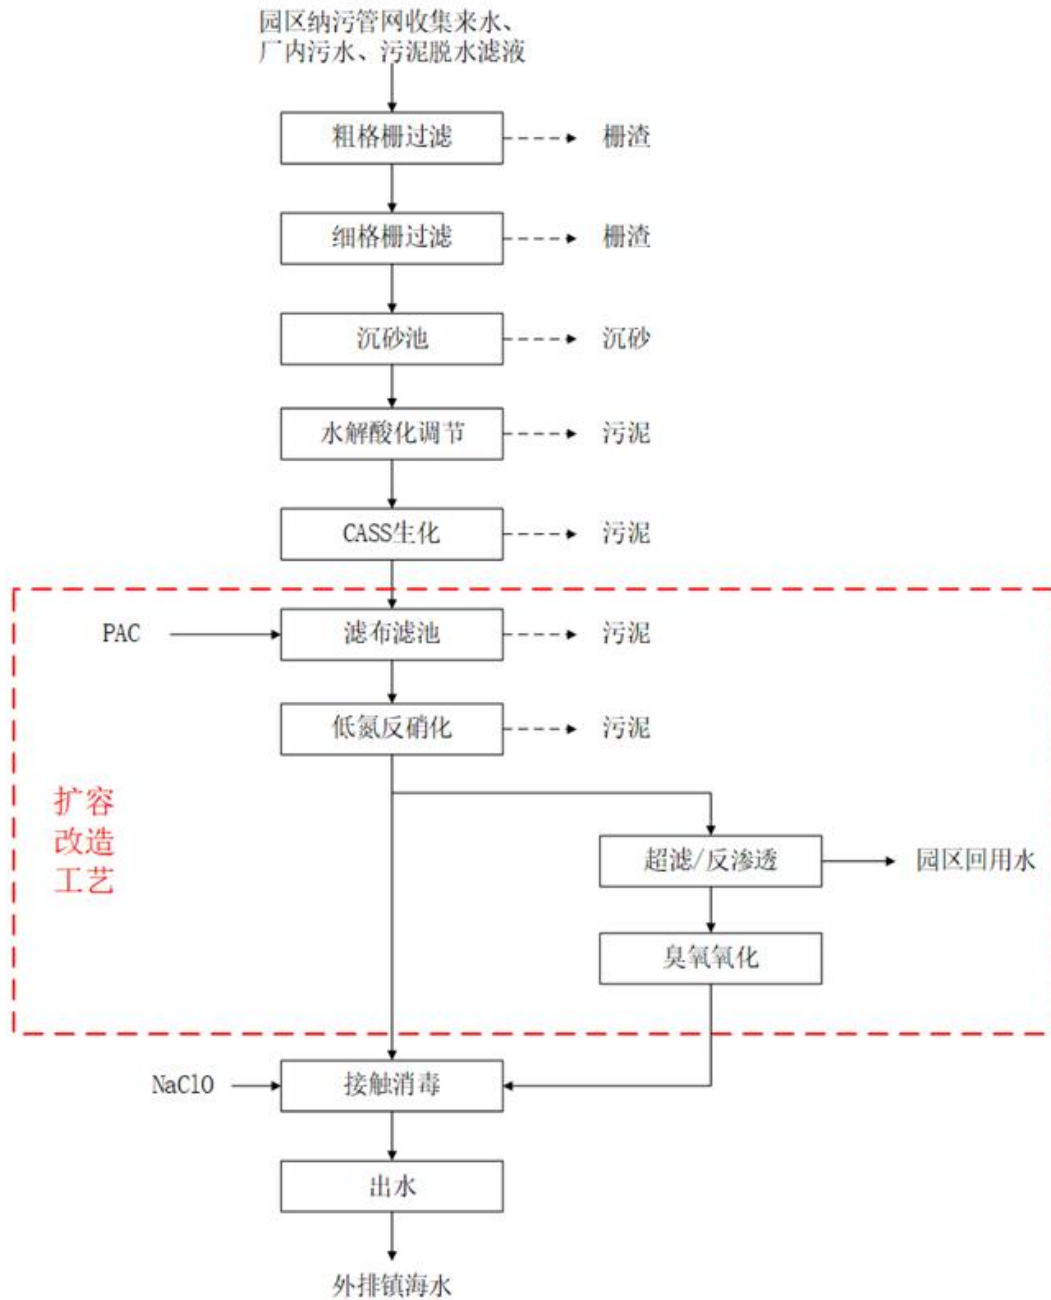 园区纳污管网收集来水、
厂内污水、污泥脱水滤液
粗格栅过滤
栅渣
细格栅过滤
栅渣
沉砂池
沉砂
水解酸化调节
污泥
CASS生化
污泥
PAC
滤布滤池
污泥
低氮反硝化
污泥
扩容
改造
工艺
超滤/反渗透
园区回用水
臭氧氧化
NaClO
接触消毒
出水
外排镇海水